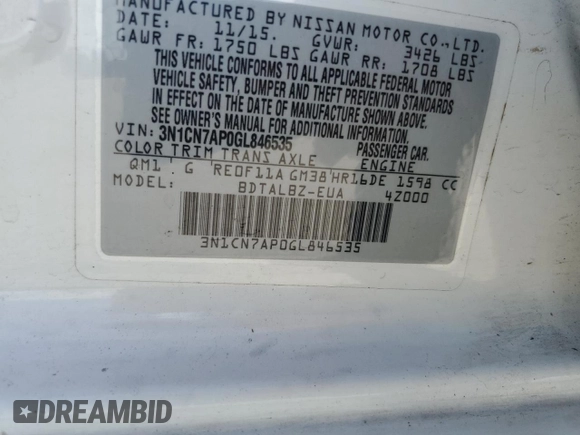 MANUFACTURED BY NISSAN MOTOR CO., LTD.
DATE: 11/15. GVWR: 3426 LBS
GAWR FR: 1750 LBS GAWR RR: 1708 LBS
THIS VEHICLE CONFORMS TO ALL APPLICABLE FEDERAL MOTOR
VEHICLE SAFETY, BUMPER AND THEFT PREVENTION STANDARDS
IN EFFECT ON THE DATE OF MANUFACTURE SHOWN ABOVE.
SEE OWNER'S MANUAL FOR ADDITIONAL INFORMATION.
VIN: 3N1CN7AP0GL846535 PASSENGER CAR.
COLOR TRIM TRANS AXLE ENGINE
QM1 : G RE0F11A GM38 HR16DE 1598 CC
MODEL: BDTALBZ-EUA 4Z000
3N1CN7AP0GL846535
DREAMBID